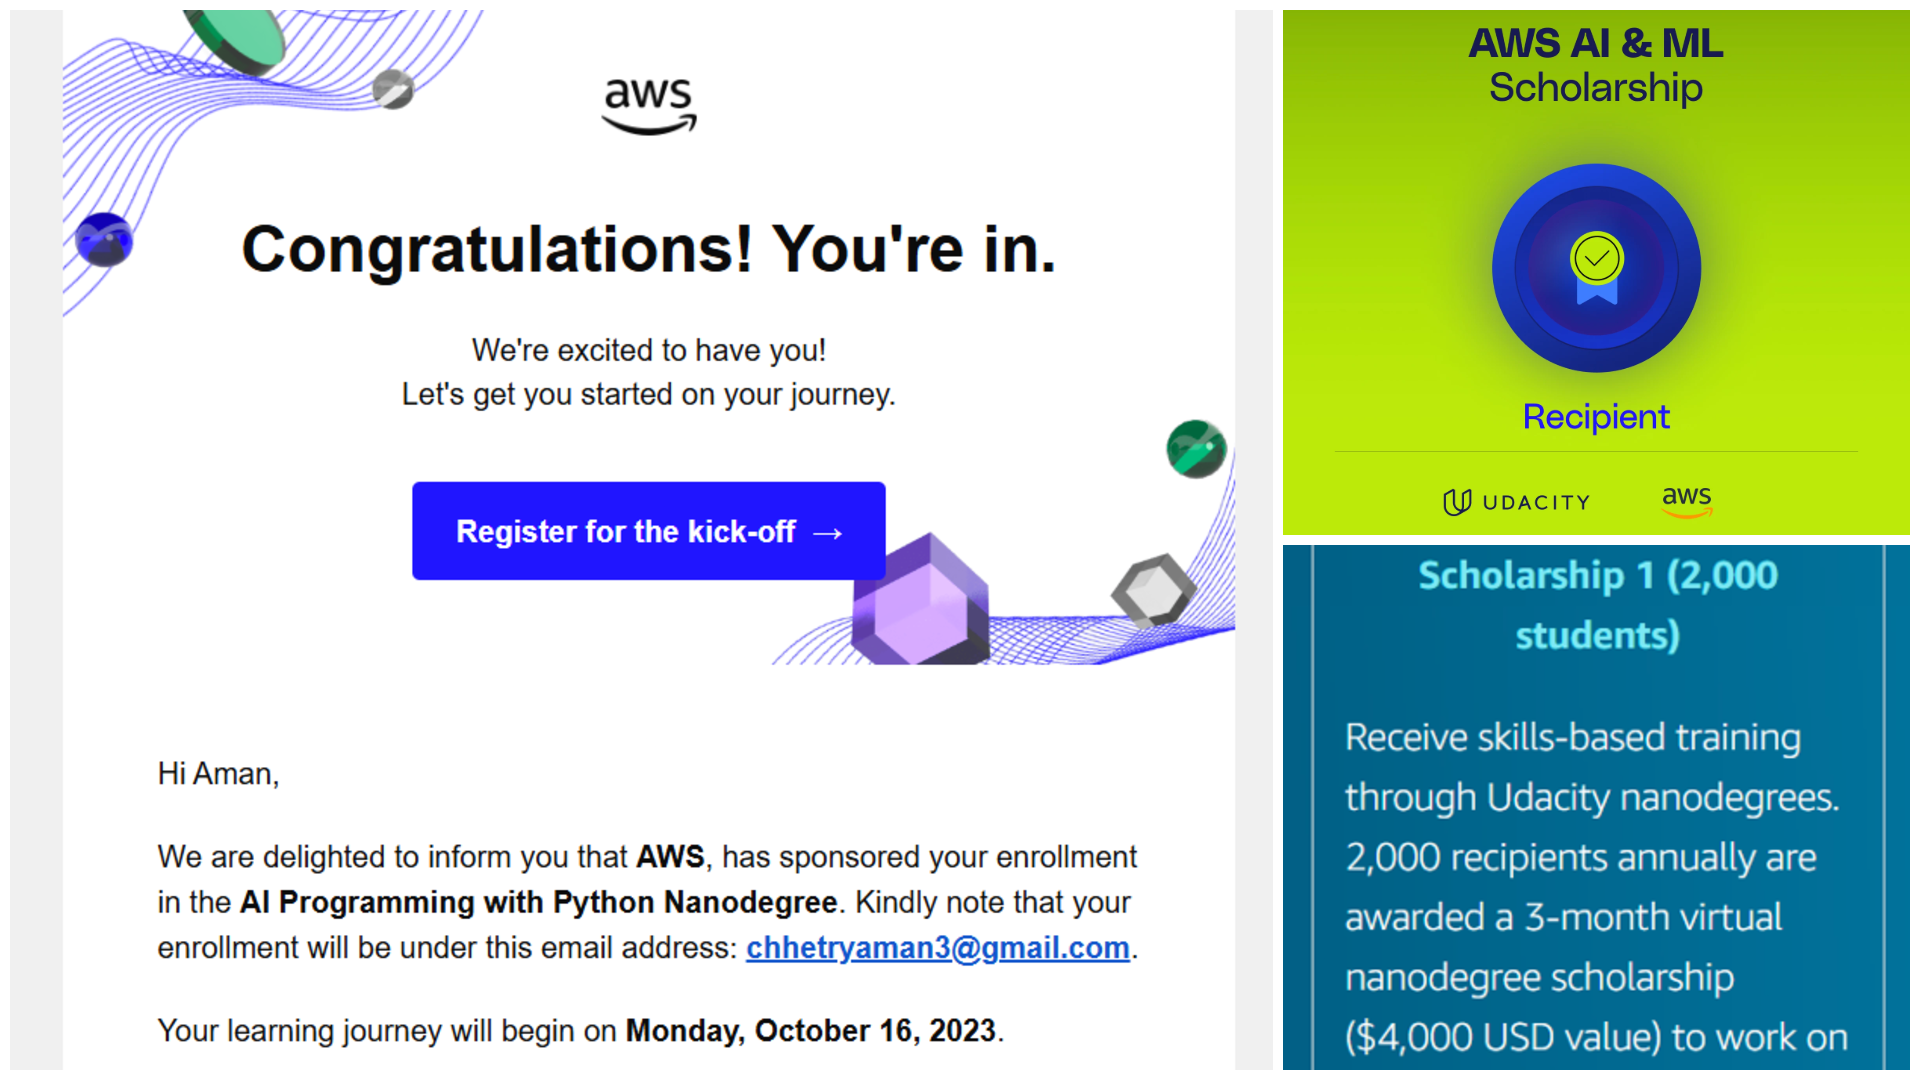 aws
Congratulations! You're in.
We're excited to have you!
Let's get you started on your journey.
Register for the kick-off →
Hi Aman,
We are delighted to inform you that AWS, has sponsored your enrollment
in the AI Programming with Python Nanodegree. Kindly note that your
enrollment will be under this email address: chhetryaman3@gmail.com.
Your learning journey will begin on Monday, October 16, 2023.
AWS AI & ML
Scholarship
Recipient
UDACITY
aws
Scholarship 1 (2,000
students)
Receive skills-based training
through Udacity nanodegrees.
2,000 recipients annually are
awarded a 3-month virtual
nanodegree scholarship
($4,000 USD value) to work on